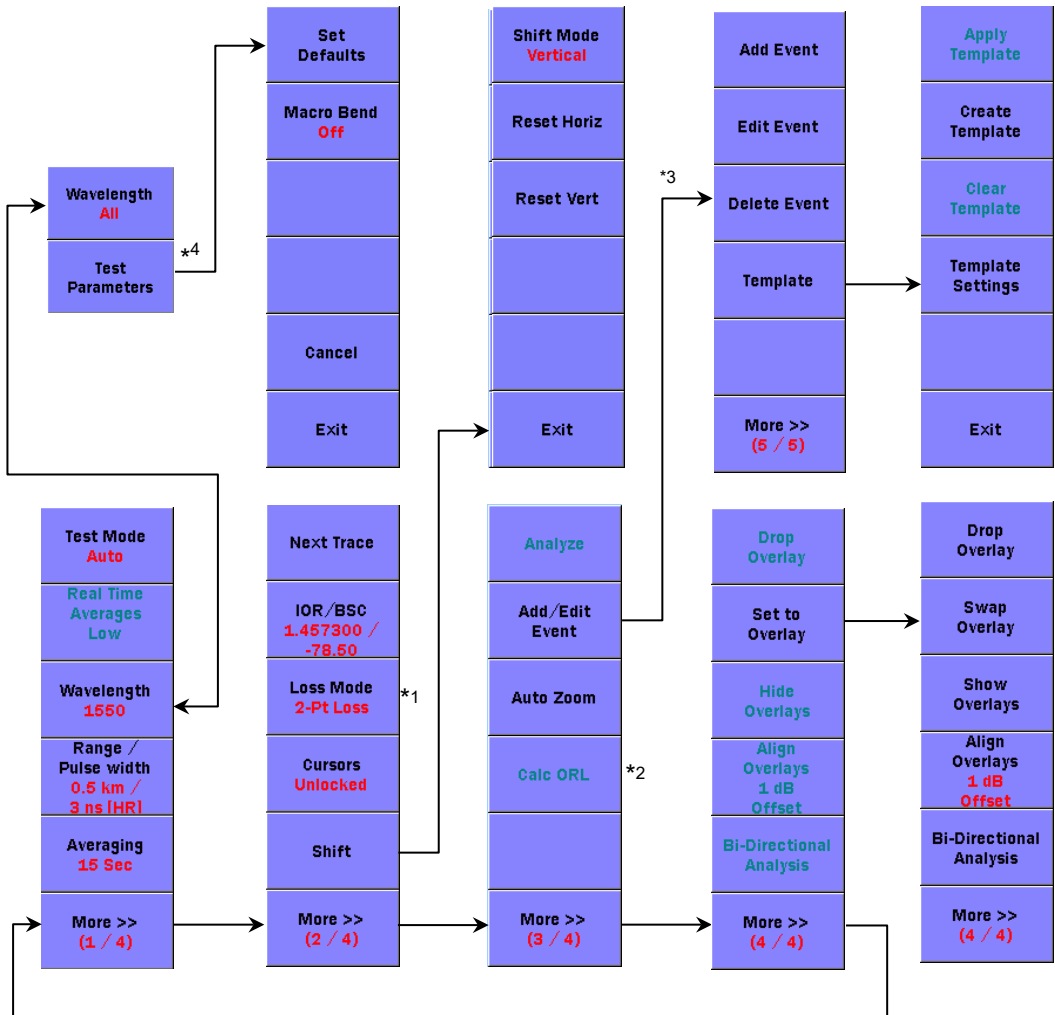 Wavelength
All
Test
Parameters
*4
Set
Defaults
Macro Bend
Off
Cancel
Exit
Shift Mode
Vertical
Reset Horiz
Reset Vert
Exit
*3
Add Event
Edit Event
Delete Event
Template
More >>
(5 / 5)
Apply
Template
Create
Template
Clear
Template
Template
Settings
Exit
Test Mode
Auto
Real Time
Averages
Low
Wavelength
1550
Range /
Pulse width
0.5 km /
3 ns [HR]
Averaging
15 Sec
More >>
(1 / 4)
Next Trace
IOR/BSC
1.457300 /
-78.50
Loss Mode
2-Pt Loss
*1
Cursors
Unlocked
Shift
More >>
(2 / 4)
Analyze
Add/Edit
Event
Auto Zoom
Calc ORL
*2
More >>
(3 / 4)
Drop
Overlay
Set to
Overlay
Hide
Overlays
Align
Overlays
1 dB
Offset
Bi-Directional
Analysis
More >>
(4 / 4)
Drop
Overlay
Swap
Overlay
Show
Overlays
Align
Overlays
1 dB
Offset
Bi-Directional
Analysis
More >>
(4 / 4)